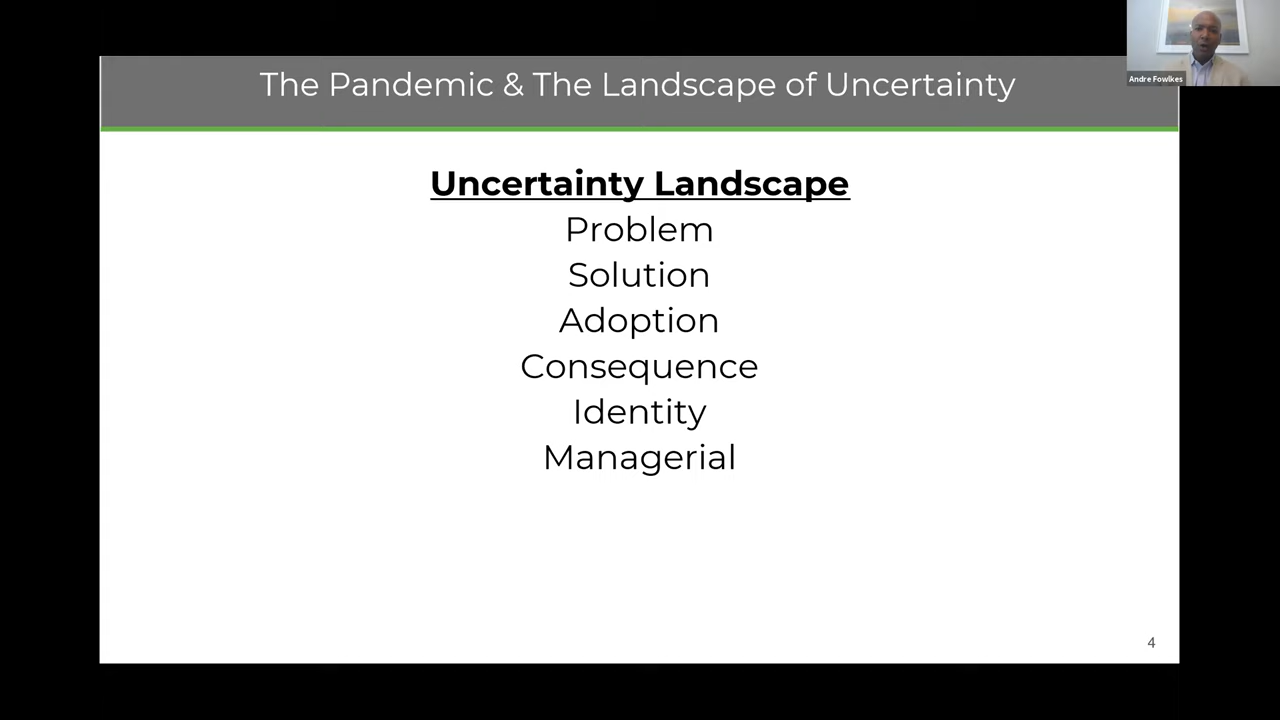 The Pandemic & The Landscape of Uncertainty
Andre Fowlkes
Uncertainty Landscape
Problem
Solution
Adoption
Consequence
Identity
Managerial
4